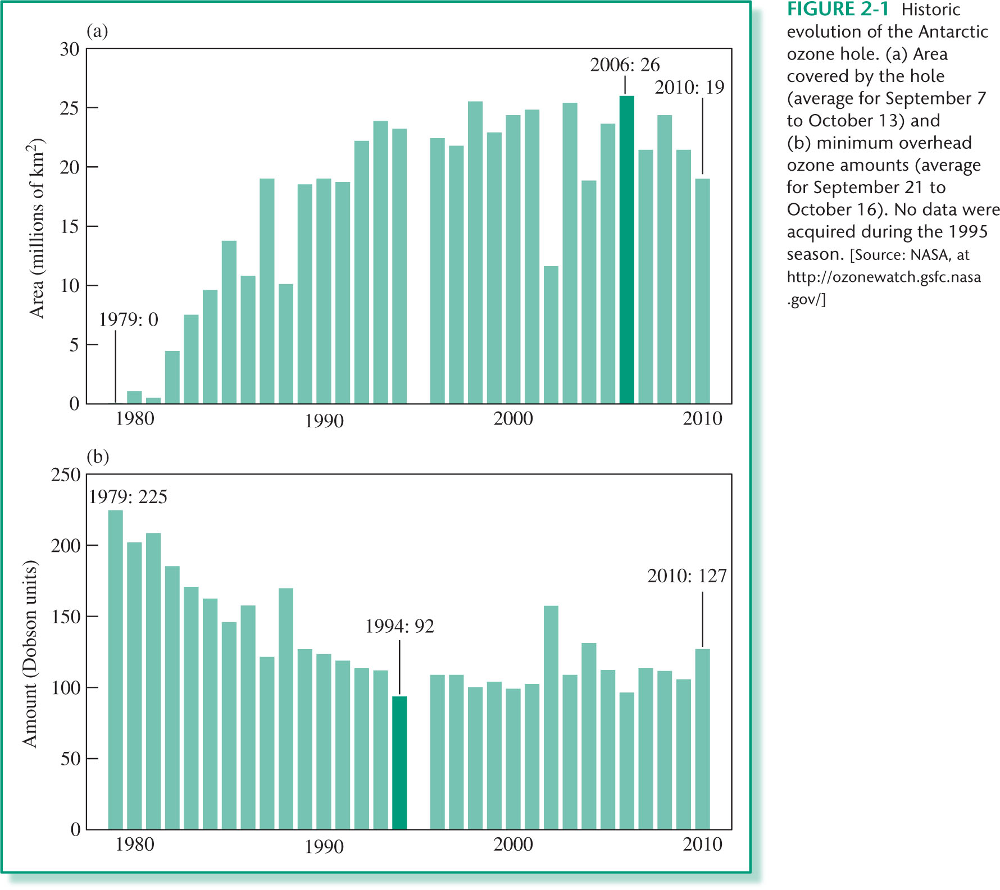 (a)
30
25
20
15
10
5
0
Area (millions of km²)
1979: 0
2006: 26
2010: 19
1980
1990
2000
2010
(b)
250
200
150
100
50
0
Amount (Dobson units)
1979: 225
1994: 92
2010: 127
1980
1990
2000
2010
FIGURE 2-1 Historic
evolution of the Antarctic
ozone hole. (a) Area
covered by the hole
(average for September 7
to October 13) and
(b) minimum overhead
ozone amounts (average
for September 21 to
October 16). No data were
acquired during the 1995
season. [Source: NASA, at
http://ozonewatch.gsfc.nasa
.gov/]